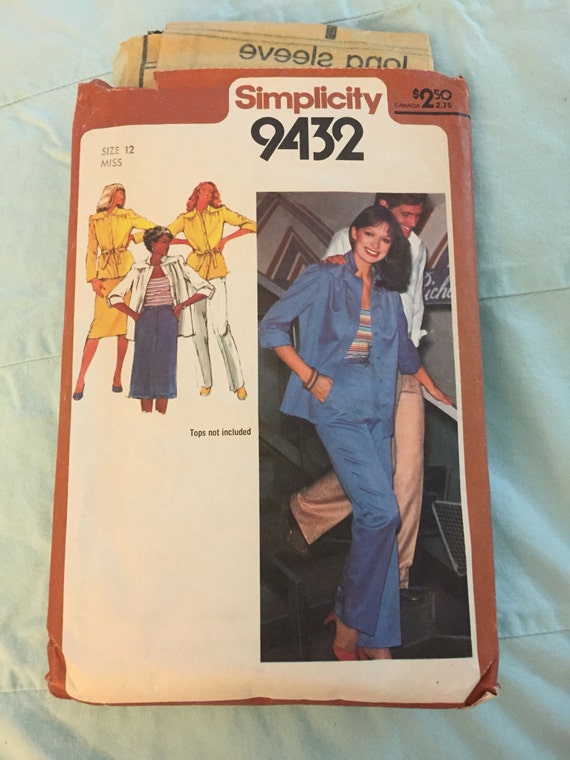 long sleeve
Simplicity
9432
$2.50
CANADA 2.75
SIZE 12
MISS
Tops not included